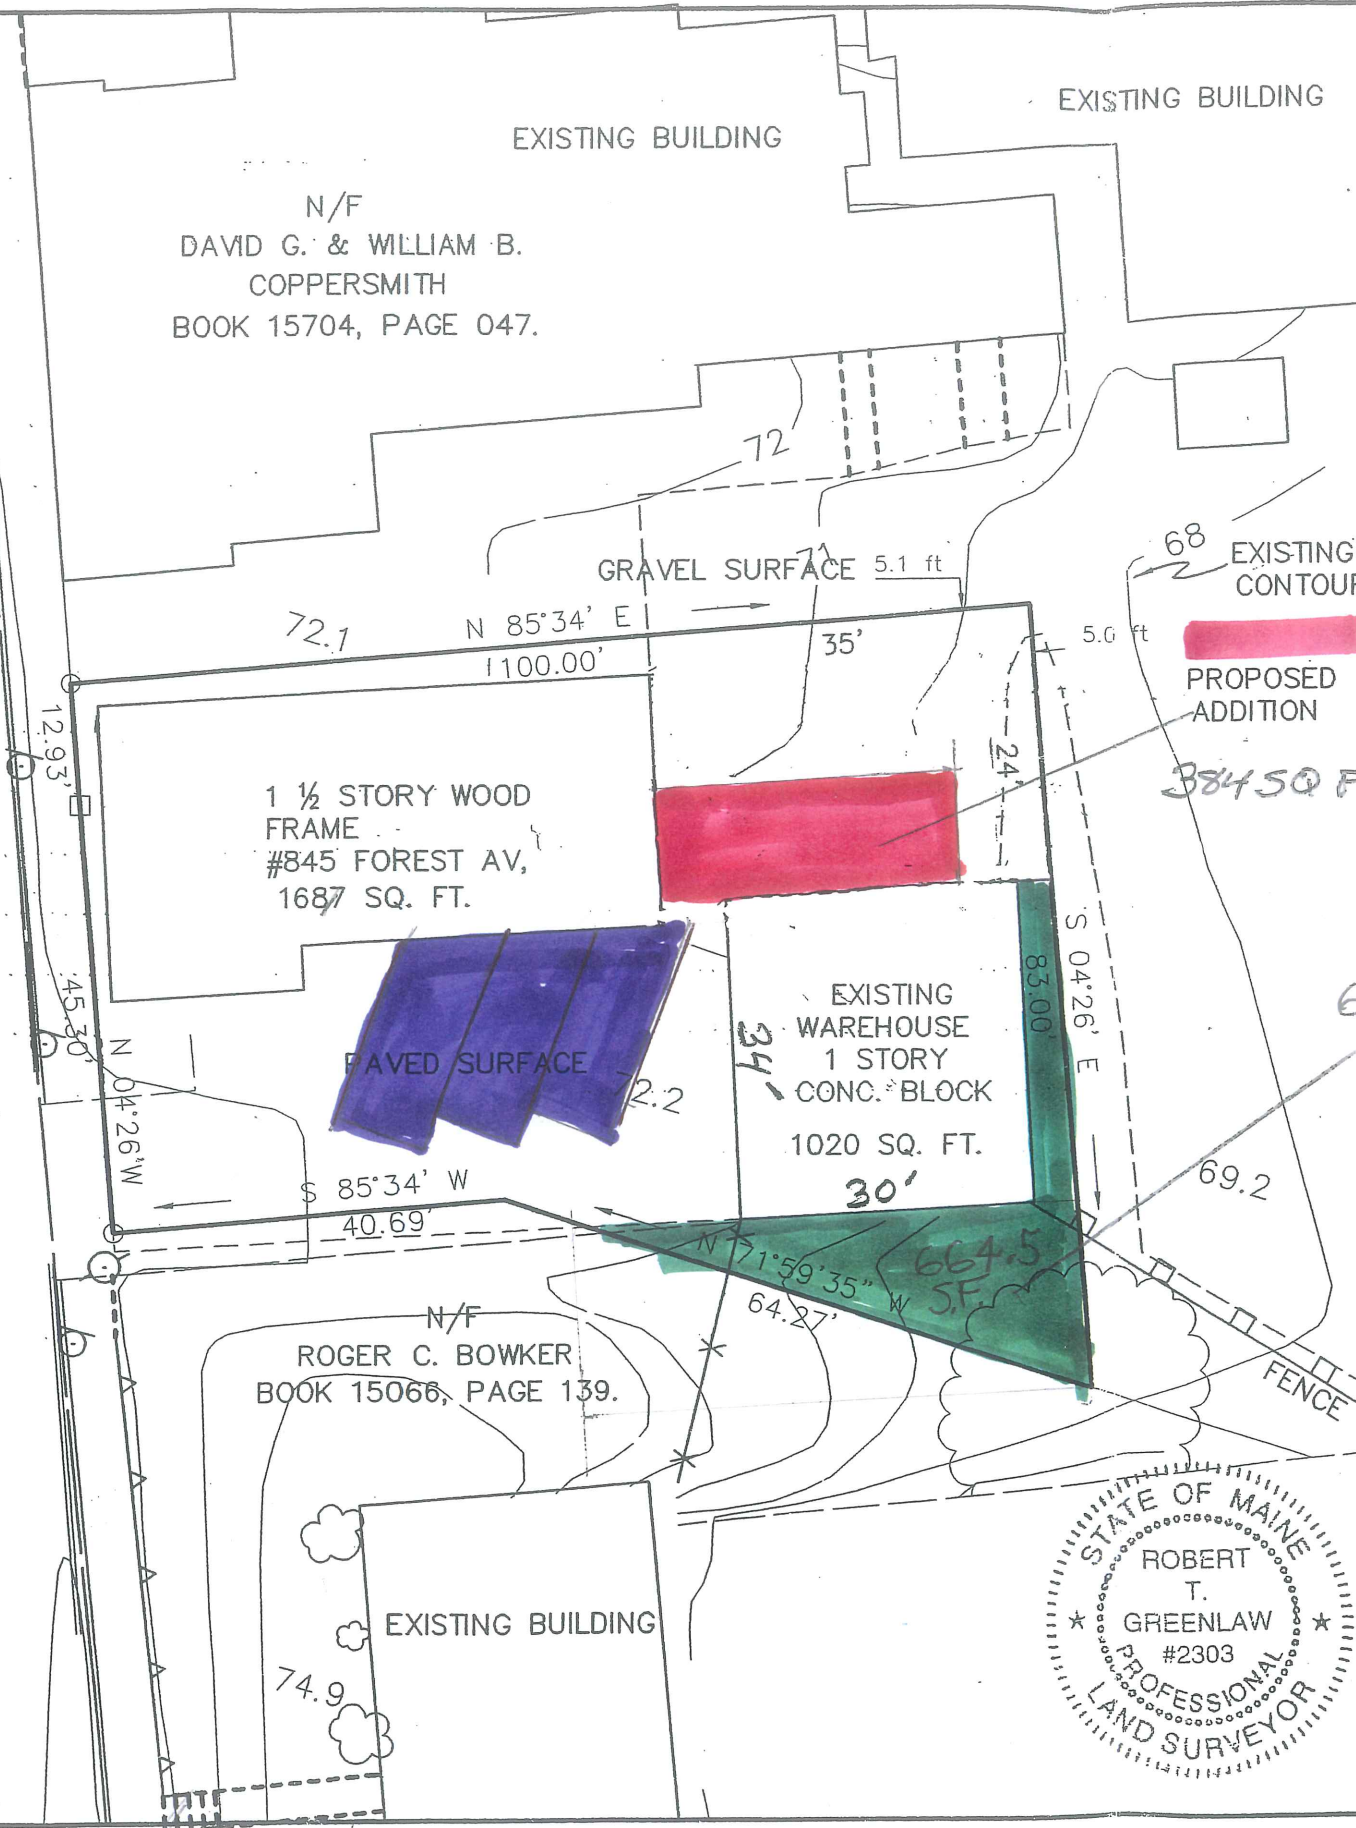 EXISTING BUILDING
EXISTING BUILDING
N/F
DAVID G. & WILLIAM B.
COPPERSMITH
BOOK 15704, PAGE 047.
72
68
EXISTING
CONTOUR
GRAVEL SURFACE
71
5.1 ft
72.1
N 85°34' E
100.00'
35'
5.0 ft
PROPOSED
ADDITION
384 SQ F
12.93'
24'
1 ½ STORY WOOD
FRAME
#845 FOREST AV,
1687 SQ. FT.
45.30'
N 04°26'W
83.00'
S 04°26' E
EXISTING
WAREHOUSE
1 STORY
CONC. BLOCK
1020 SQ. FT.
34'
30'
6
PAVED SURFACE
72.2
S 85°34' W
40.69'
69.2
N 71°59'35" W
64.27'
664.5
S.F.
N/F
ROGER C. BOWKER
BOOK 15066, PAGE 139.
FENCE
EXISTING BUILDING
74.9
STATE OF MAINE
ROBERT
T.
GREENLAW
#2303
PROFESSIONAL
LAND SURVEYOR